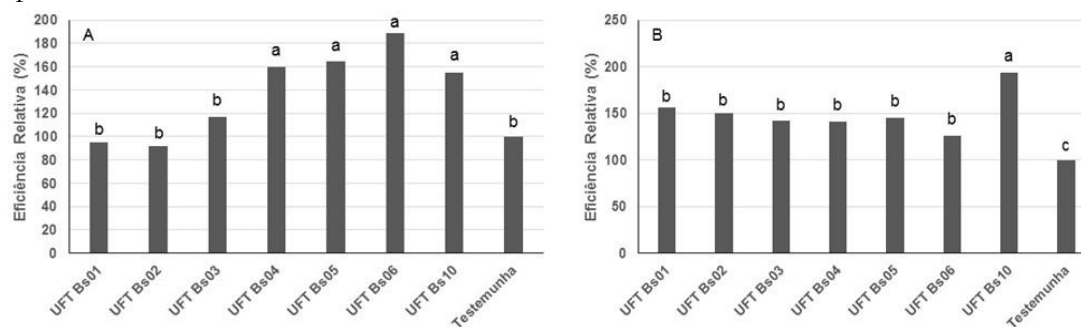 A
Eficiência Relativa (%)
200
180
160
140
120
100
80
60
40
20
0
b
b
b
a
a
a
a
b
UFT Bs01
UFT Bs02
UFT Bs03
UFT Bs04
UFT Bs05
UFT Bs06
UFT Bs10
Testemunha
B
Eficiência Relativa (%)
250
200
150
100
50
0
b
b
b
b
b
b
a
c
UFT Bs01
UFT Bs02
UFT Bs03
UFT Bs04
UFT Bs05
UFT Bs06
UFT Bs10
Testemunha